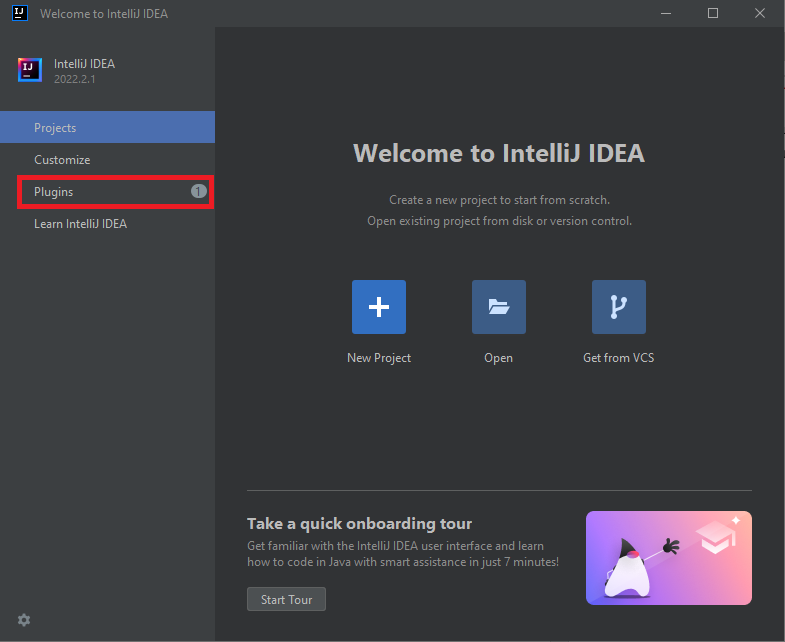 Welcome to IntelliJ IDEA
IntelliJ IDEA
2022.2.1
Projects
Customize
Plugins 1
Learn IntelliJ IDEA
Welcome to IntelliJ IDEA
Create a new project to start from scratch.
Open existing project from disk or version control.
New Project Open Get from VCS
Take a quick onboarding tour
Get familiar with the IntelliJ IDEA user interface and learn
how to code in Java with smart assistance in just 7 minutes!
Start Tour